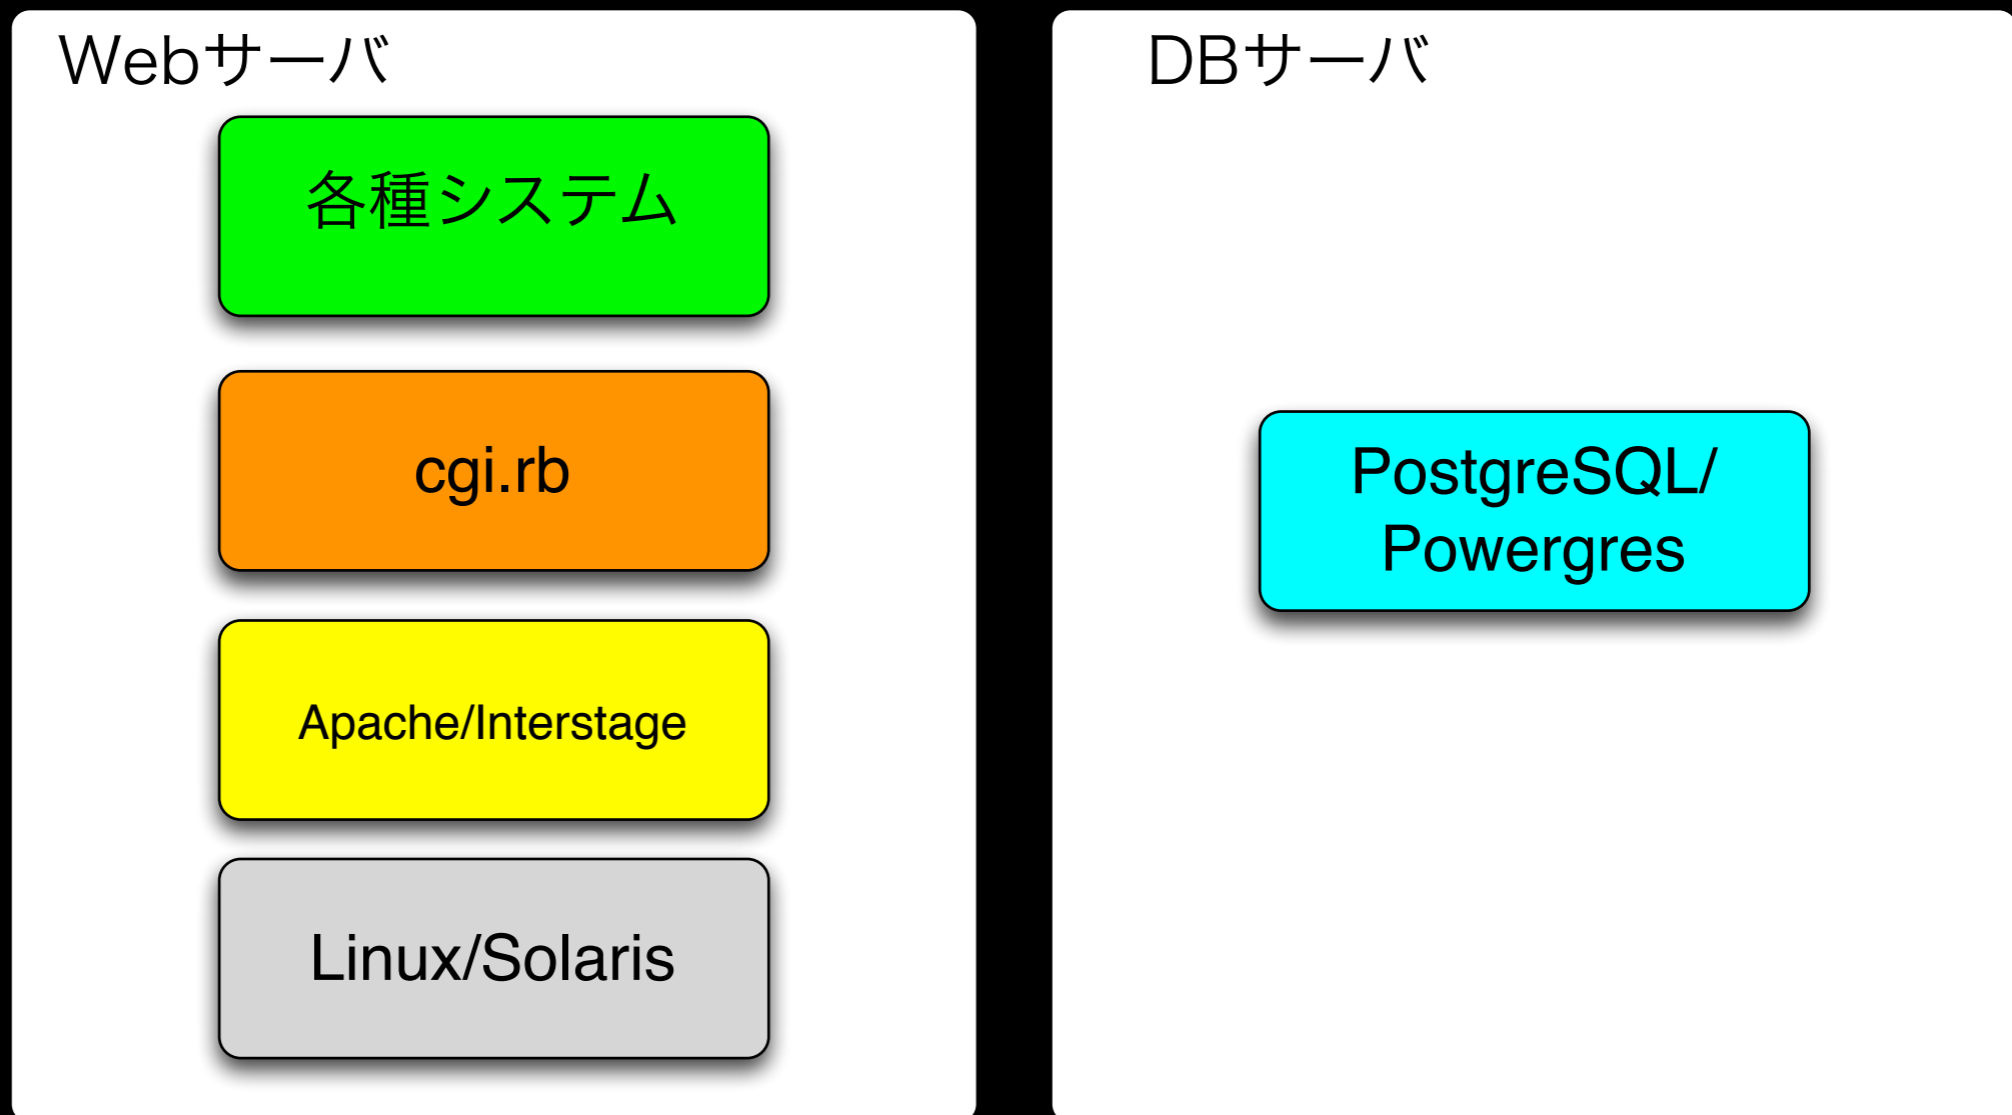 Webサーバ
各種システム
cgi.rb
Apache/Interstage
Linux/Solaris
DBサーバ
PostgreSQL/
Powergres